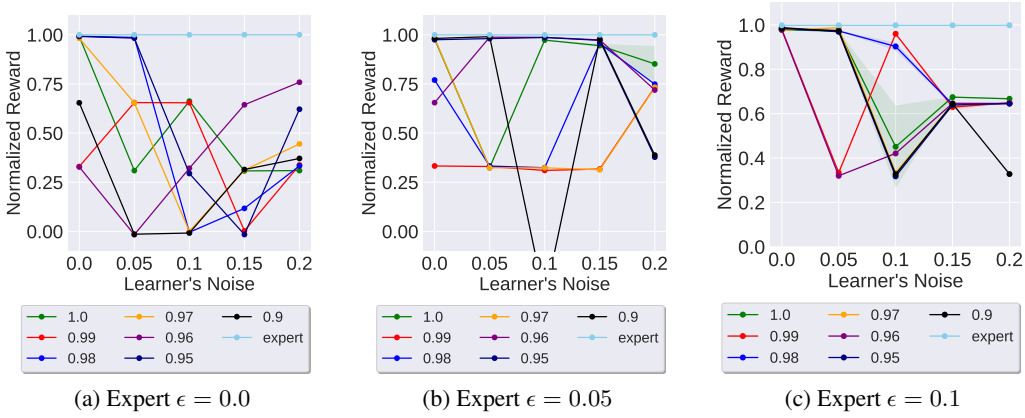 Normalized Reward
1.00
0.75
0.50
0.25
0.00
0.0 0.05 0.1 0.15 0.2
Learner's Noise
1.0 0.97 0.9
0.99 0.96 expert
0.98 0.95
(a) Expert ϵ = 0.0
Normalized Reward
1.00
0.75
0.50
0.25
0.00
0.0 0.05 0.1 0.15 0.2
Learner's Noise
1.0 0.97 0.9
0.99 0.96 expert
0.98 0.95
(b) Expert ϵ = 0.05
Normalized Reward
1.0
0.8
0.6
0.4
0.2
0.0
0.0 0.05 0.1 0.15 0.2
Learner's Noise
1.0 0.97 0.9
0.99 0.96 expert
0.98 0.95
(c) Expert ϵ = 0.1